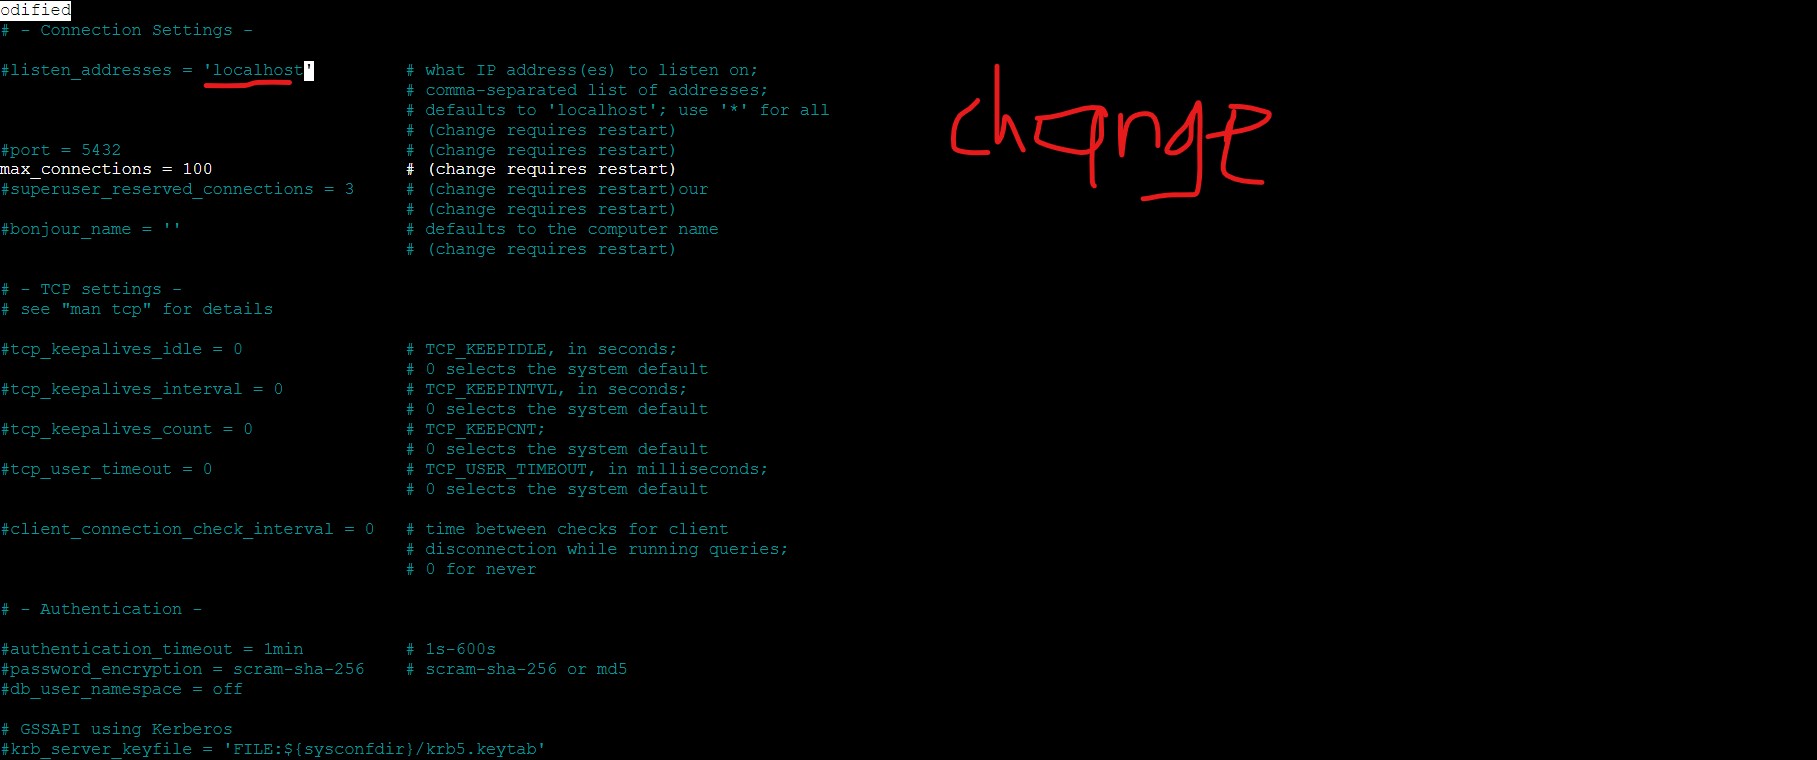 odified
# - Connection Settings -
#listen_addresses = 'localhost' # what IP address(es) to listen on;
# comma-separated list of addresses;
# defaults to 'localhost'; use '*' for all
# (change requires restart)
#port = 5432 # (change requires restart)
max_connections = 100 # (change requires restart)
#superuser_reserved_connections = 3 # (change requires restart)our
# (change requires restart)
#bonjour_name = '' # defaults to the computer name
# (change requires restart)
# - TCP settings -
# see "man tcp" for details
#tcp_keepalives_idle = 0 # TCP_KEEPIDLE, in seconds;
# 0 selects the system default
#tcp_keepalives_interval = 0 # TCP_KEEPINTVL, in seconds;
# 0 selects the system default
#tcp_keepalives_count = 0 # TCP_KEEPCNT;
# 0 selects the system default
#tcp_user_timeout = 0 # TCP_USER_TIMEOUT, in milliseconds;
# 0 selects the system default
#client_connection_check_interval = 0 # time between checks for client
# disconnection while running queries;
# 0 for never
# - Authentication -
#authentication_timeout = 1min # 1s-600s
#password_encryption = scram-sha-256 # scram-sha-256 or md5
#db_user_namespace = off
# GSSAPI using Kerberos
#krb_server_keyfile = 'FILE:${sysconfdir}/krb5.keytab'
change